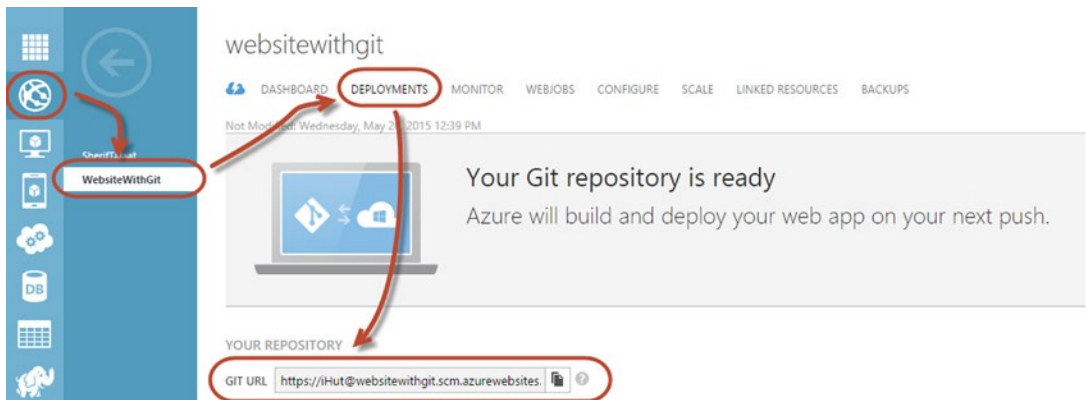 websitewithgit
DASHBOARD DEPLOYMENTS MONITOR WEBJOBS CONFIGURE SCALE LINKED RESOURCES BACKUPS
Not Modified: Wednesday, May 2 2015 12:39 PM
WebsiteWithGit
Your Git repository is ready
Azure will build and deploy your web app on your next push.
DB
YOUR REPOSITORY
GIT URL https://iHut@websitewithgit.scm.azurewebsites. ?